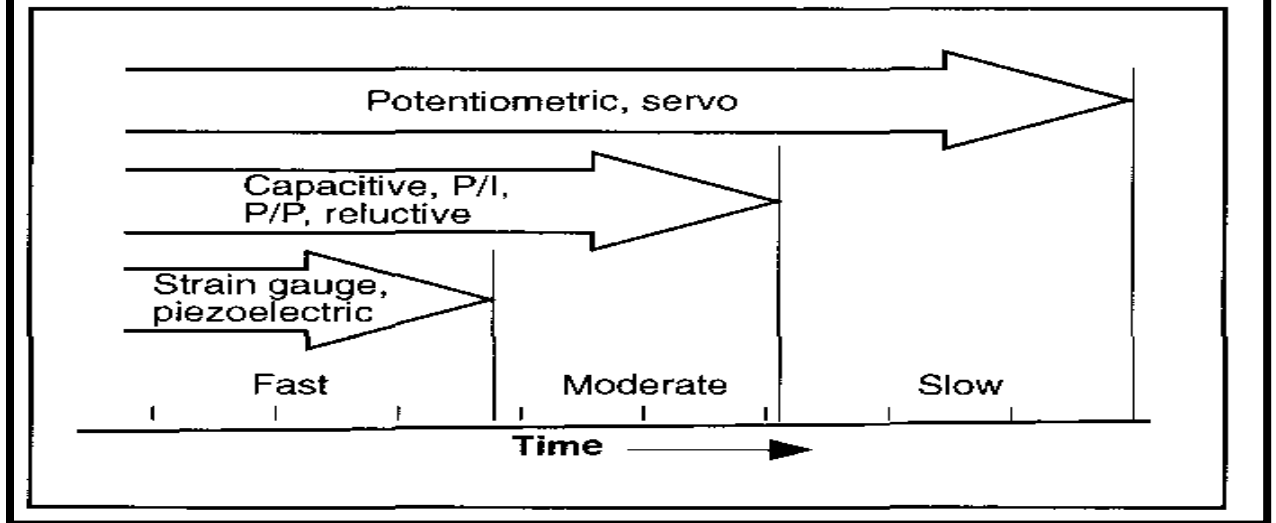 Potentiometric, servo
Capacitive, P/I,
P/P, reluctive
Strain gauge,
piezoelectric
Fast Moderate Slow
Time